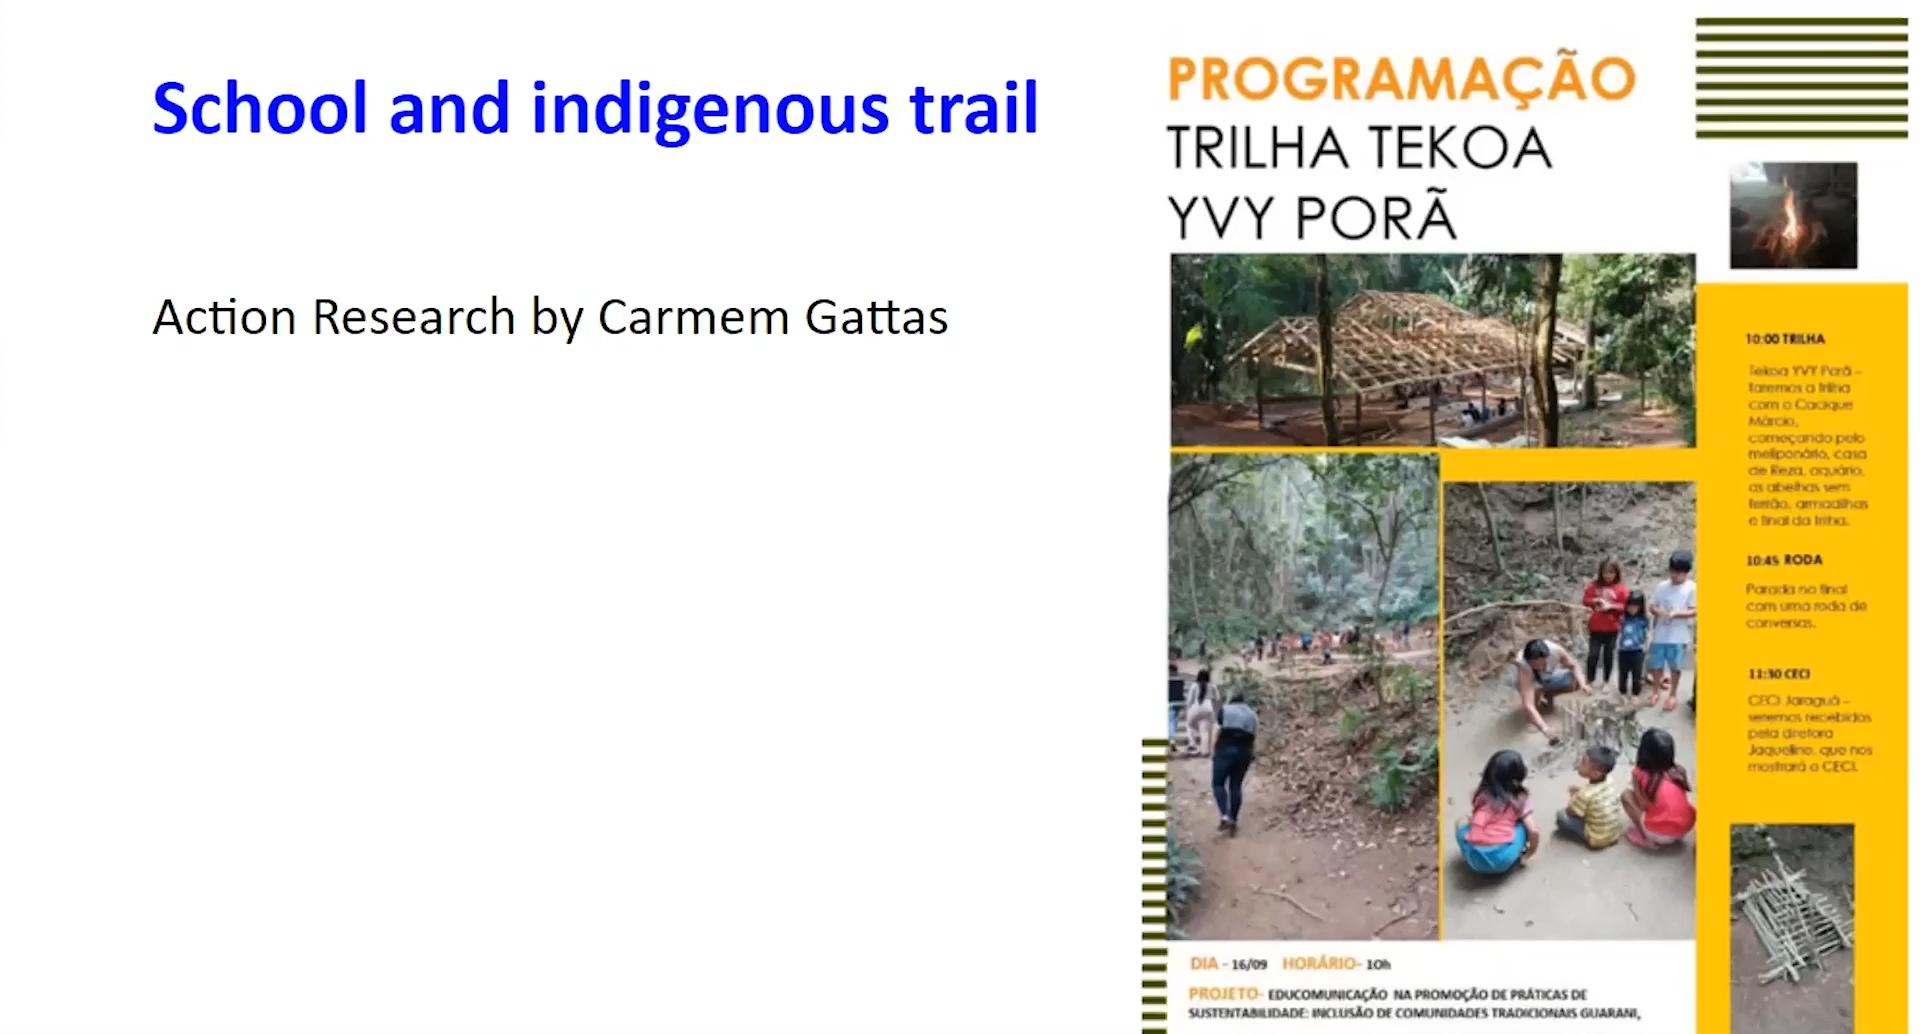 School and indigenous trail
Action Research by Carmem Gattas
PROGRAMAÇÃO
TRILHA TEKOA
YVY PORÃ
10:00 TRILHA
Tekoa YVY Porã –
faremos a trilha
com o Cacique
Márcio,
começando pelo
meliponário, casa
de Reza, aquário,
as abelhas sem
ferrão, armadilhas
e final da trilha.
10:45 RODA
Parada no final
com uma roda de
conversas.
11:30 CECI
CECI Jaraguá –
seremos recebidos
pela diretora
Jaqueline, que nos
mostrará o CECI.
DIA - 16/09 HORÁRIO- 10h
PROJETO- EDUCOMUNICAÇÃO NA PROMOÇÃO DE PRÁTICAS DE
SUSTENTABILIDADE: INCLUSÃO DE COMUNIDADES TRADICIONAIS GUARANI,